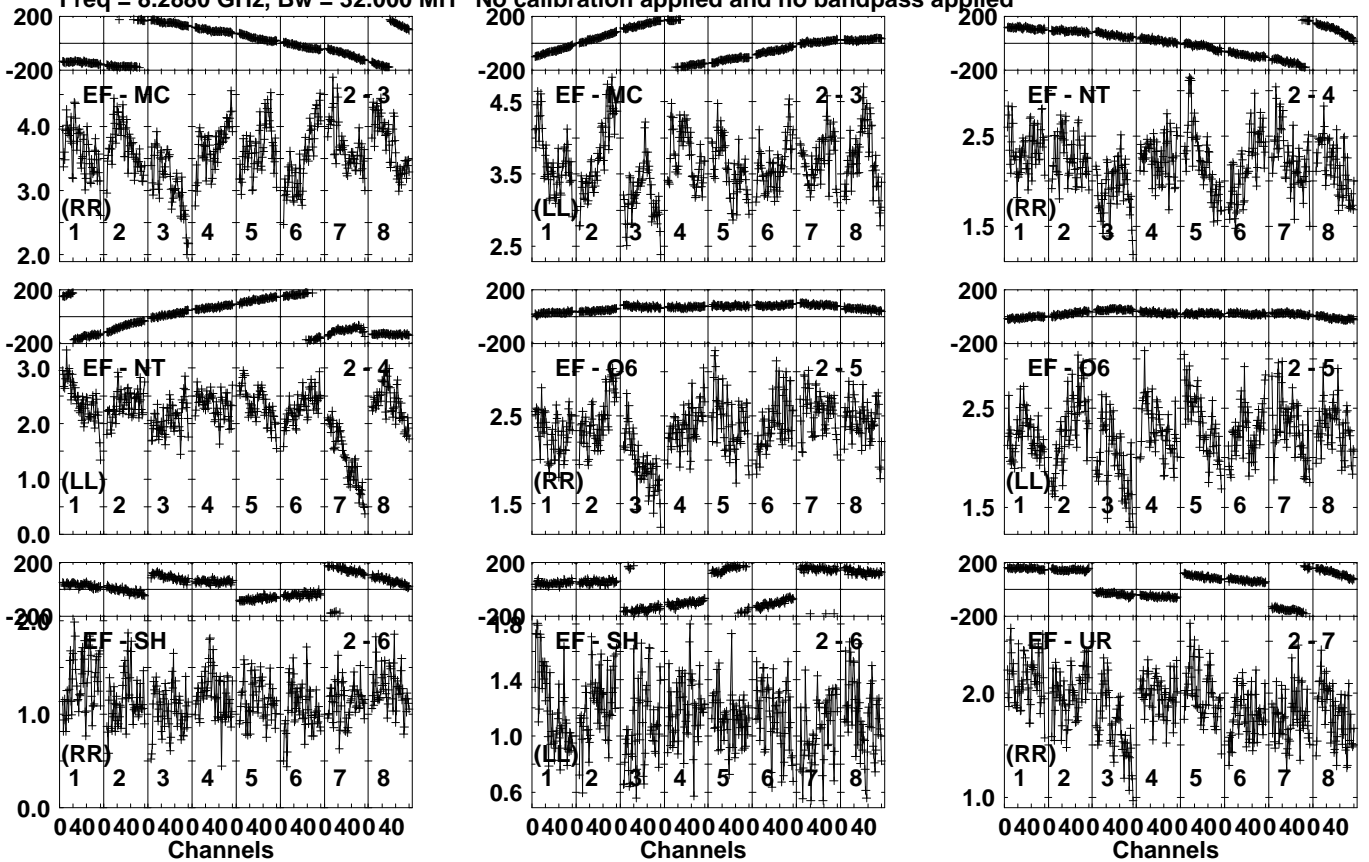 Freq = 8.2880 GHz, Bw = 32.000 MH No calibration applied and no bandpass applied
200
-200
EF - MC 2 - 3
4.0
3.0
2.0
(RR)
1 2 3 4 5 6 7 8
200
-200
EF - MC 2 - 3
4.5
3.5
2.5
(LL)
1 2 3 4 5 6 7 8
200
-200
EF - NT 2 - 4
2.5
1.5
(RR)
1 2 3 4 5 6 7 8
200
-200
EF - NT 2 - 4
3.0
2.0
1.0
0.0
(LL)
1 2 3 4 5 6 7 8
200
-200
EF - O6 2 - 5
2.5
1.5
(RR)
1 2 3 4 5 6 7 8
200
-200
EF - O6 2 - 5
2.5
1.5
(LL)
1 2 3 4 5 6 7 8
200
-200
2.0
EF - SH 2 - 6
1.0
0.0
(RR)
1 2 3 4 5 6 7 8
0 40 0 40 0 40 0 40 0 40 0 40 0 40 0 40
Channels
200
-200
1.8
EF - SH 2 - 6
1.4
1.0
0.6
(LL)
1 2 3 4 5 6 7 8
0 40 0 40 0 40 0 40 0 40 0 40 0 40 0 40
Channels
200
-200
EF - UR 2 - 7
2.0
1.0
(RR)
1 2 3 4 5 6 7 8
0 40 0 40 0 40 0 40 0 40 0 40 0 40 0 40
Channels